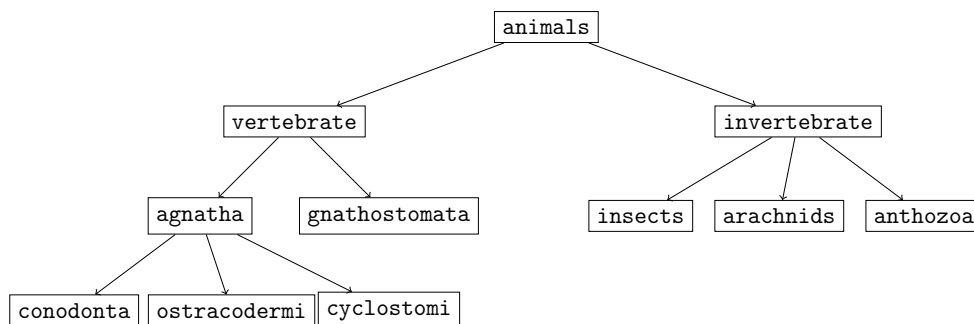 animals
vertebrate
invertebrate
agnatha
gnathostomata
insects
arachnids
anthozoa
conodonta
ostracodermi
cyclostomi